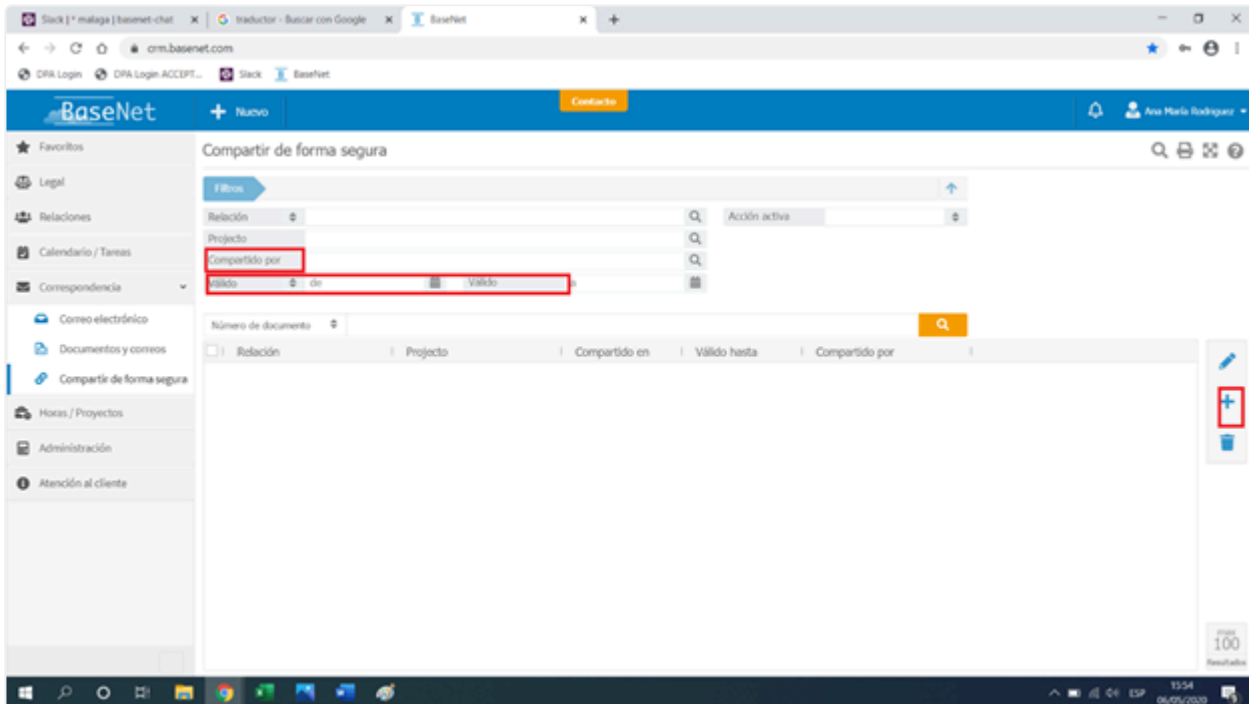 Slack | * malaga | basenet-chat
traductor - Buscar con Google
BaseNet
crm.basenet.com
DPA Login
DPA Login ACCEPT...
Slack
BaseNet
BaseNet
Nuevo
Contacto
Ana María Rodriguez
Favoritos
Compartir de forma segura
Legal
Filtros
Relaciones
Relación
Acción activa
Projecto
Calendario / Tareas
Compartido por
Correspondencia
Válido de Válido a
Correo electrónico
Número de documento
Documentos y correos
Relación Projecto Compartido en Válido hasta Compartido por
Compartir de forma segura
Horas / Proyectos
Administración
Atención al cliente
max
100
Resultados
ESP
15:54
06/05/2020